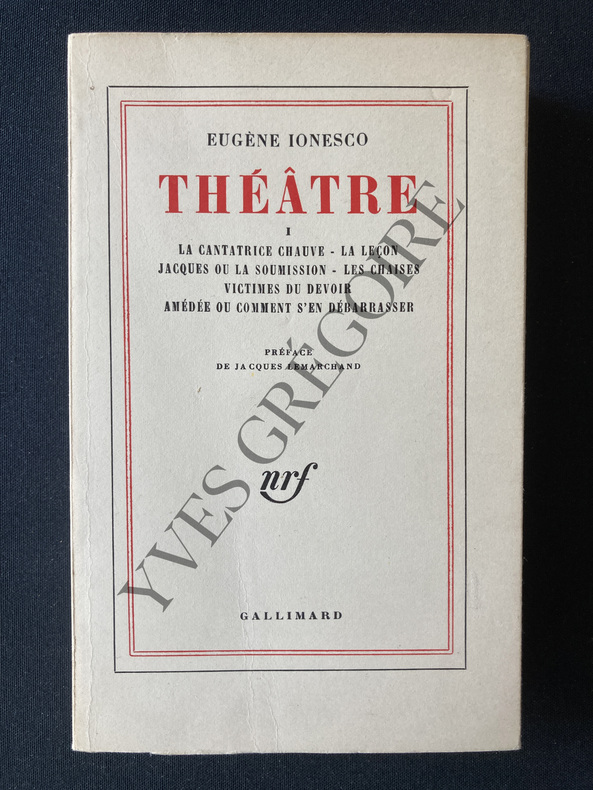 EUGÈNE IONESCO
THÉÂTRE
I
LA CANTATRICE CHAUVE - LA LEÇON
JACQUES OU LA SOUMISSION - LES CHAISES
VICTIMES DU DEVOIR
AMÉDÉE OU COMMENT S'EN DÉBARRASSER
PRÉFACE
DE JACQUES LEMARCHAND
nrf
GALLIMARD
YVES GRÉGOIRE